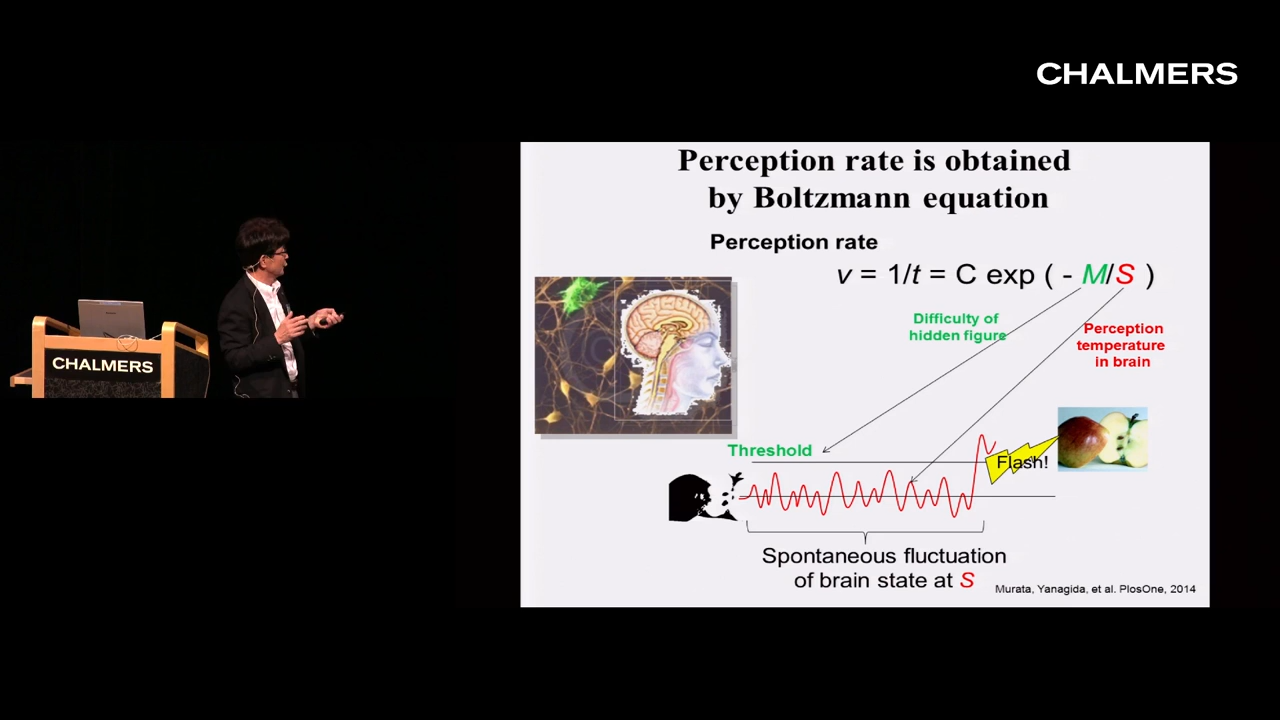 CHALMERS
Perception rate is obtained
by Boltzmann equation
Perception rate
v = 1/t = C exp ( - M/S )
Difficulty of
hidden figure
Perception
temperature
in brain
Threshold
Flash!
Spontaneous fluctuation
of brain state at S
Murata, Yanagida, et al. PlosOne, 2014
CHALMERS